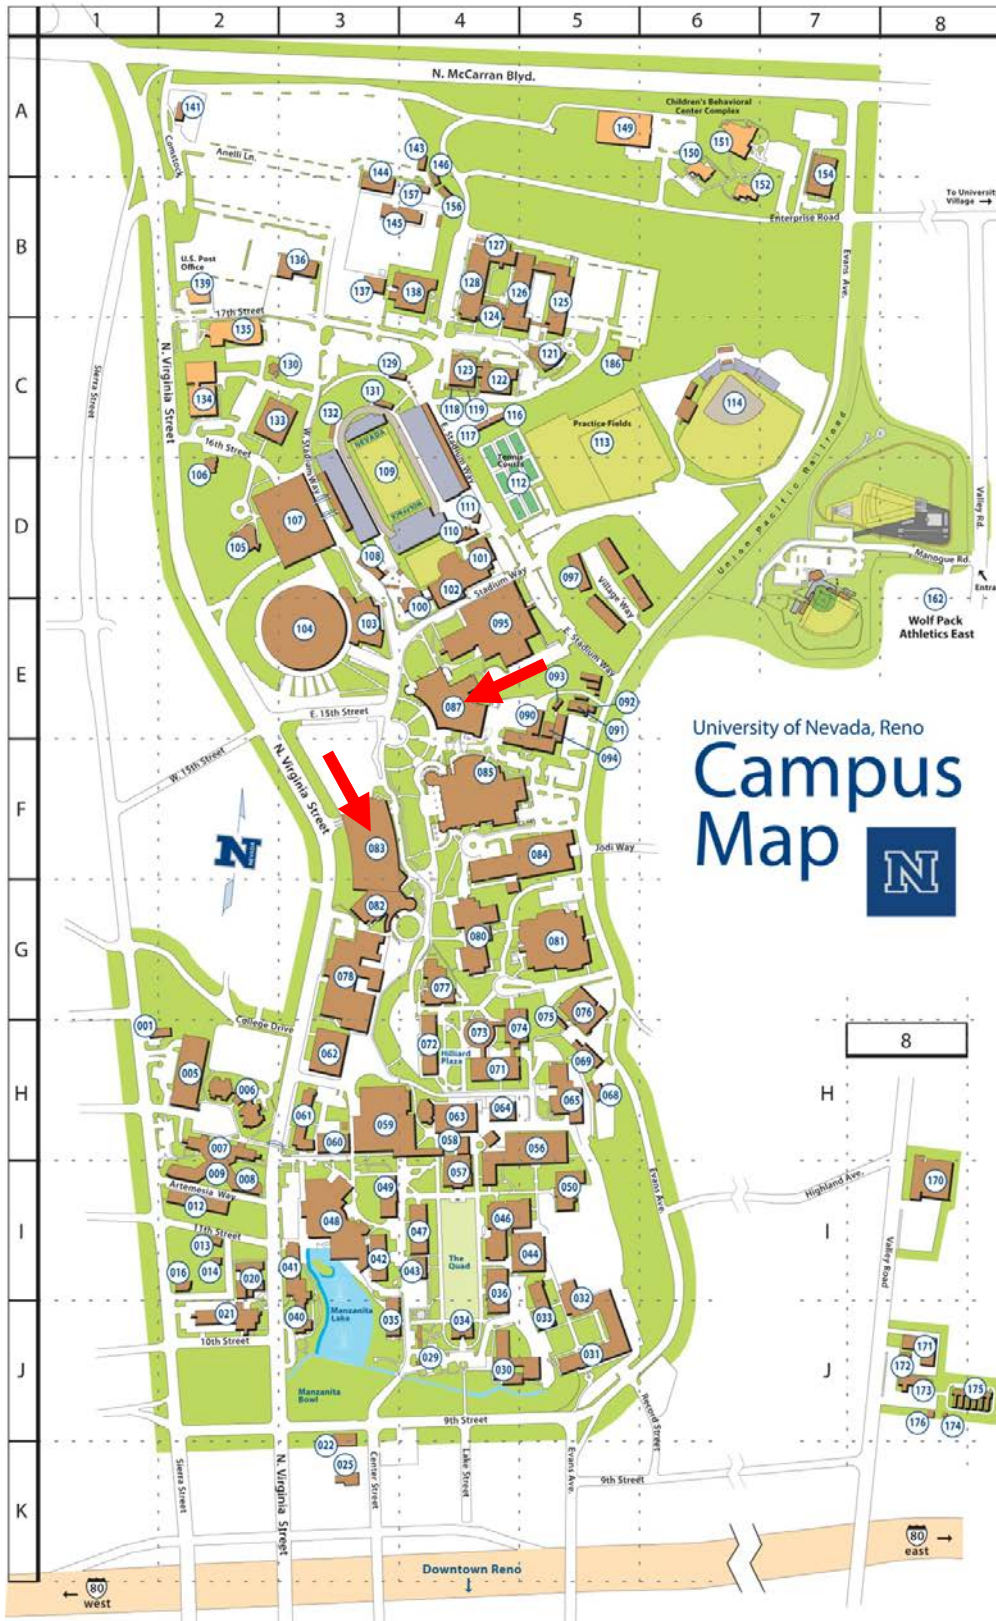 1 2 3 4 5 6 7 8
N. McCarran Blvd.
A
141
Comstock
Anelli Ln.
Children's Behavioral
Center Complex
149
151
150
152
154
143
146
144
157
156
145
To University
Village →
Enterprise Road
B
U.S. Post
Office
136
139
137
138
127
128
126
125
124
Evans Ave.
17th Street
135
C
N. Virginia Street
Sierra Street
130
129
131
132
134
133
123
122
121
186
118
119
116
117
114
NEVADA
109
E. Stadium Way
W. Stadium Way
Practice Fields
113
16th Street
106
Tennis
Courts
112
D
107
105
111
110
108
101
102
100
Stadium Way
097
Village Way
Union Pacific Railroad
Valley Rd.
Manogue Rd.
162
Wolf Pack
Athletics East
E
104
103
095
E. Stadium Way
093
092
091
090
094
087
E. 15th Street
W. 15th Street
N. Virginia Street
University of Nevada, Reno
Campus
Map
N
N
F
085
083
084
Jodi Way
G
082
080
081
078
077
076
075
College Drive
001
H
005
006
062
072
073
074
Hilliard
Plaza
071
069
068
065
064
063
061
060
059
058
056
8
H
I
007
009
008
Artemesia Way
012
11th Street
013
014
016
020
057
049
050
048
047
046
044
042
043
041
The
Quad
036
Evans Ave.
Highland Ave.
170
I
Valley Road
J
021
10th Street
040
Manzanita
Lake
035
034
033
032
031
030
029
Manzanita
Bowl
9th Street
Record Street
J
171
172
173
175
176
174
K
022
025
Sierra Street
N. Virginia Street
Center Street
Lake Street
Evans Ave.
9th Street
← 80
west
Downtown Reno
↓
80 →
east